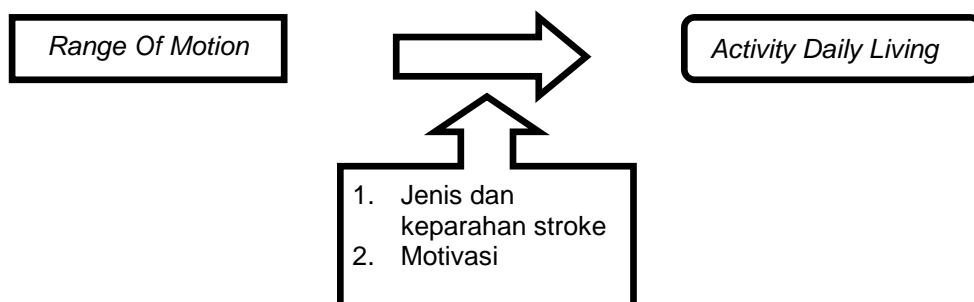 Range Of Motion
Activity Daily Living
1. Jenis dan
keparahan stroke
2. Motivasi